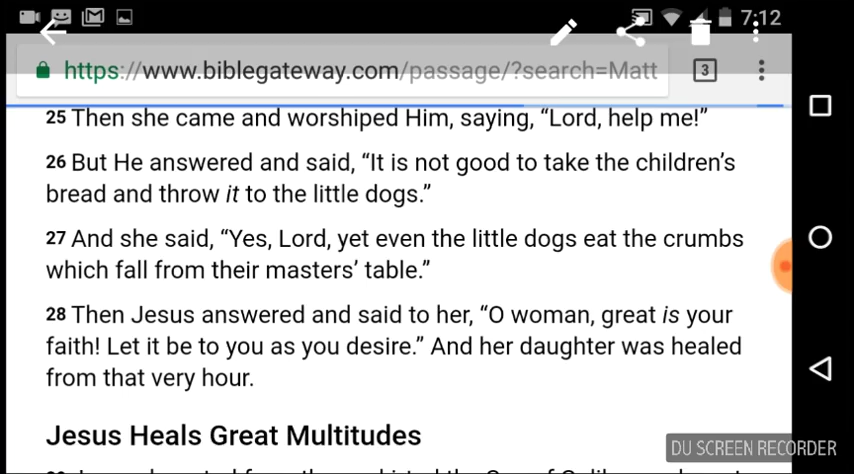 7:12
https://www.biblegateway.com/passage/?search=Matt 3
25 Then she came and worshiped Him, saying, “Lord, help me!”
26 But He answered and said, “It is not good to take the children’s
bread and throw it to the little dogs.”
27 And she said, “Yes, Lord, yet even the little dogs eat the crumbs
which fall from their masters’ table.”
28 Then Jesus answered and said to her, “O woman, great is your
faith! Let it be to you as you desire.” And her daughter was healed
from that very hour.
Jesus Heals Great Multitudes
DU SCREEN RECORDER